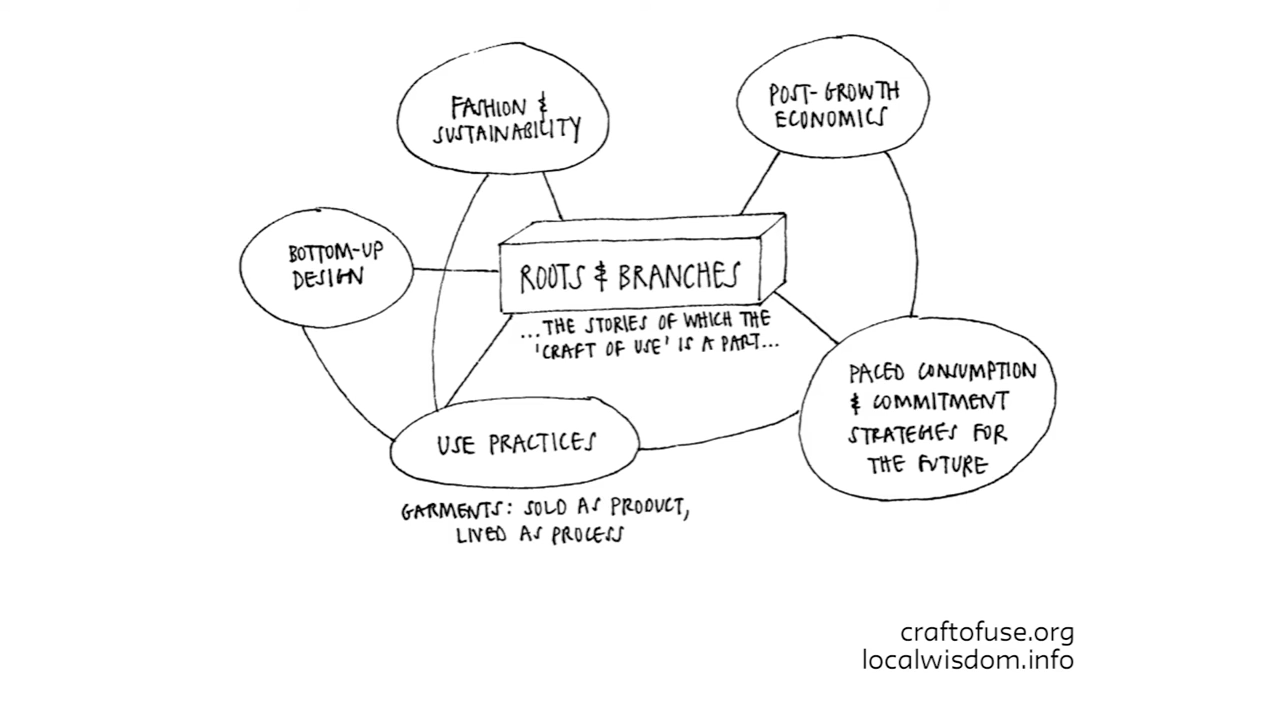 FASHION &
SUSTAINABILITY
POST-GROWTH
ECONOMICS
BOTTOM-UP
DESIGN
ROOTS & BRANCHES
...THE STORIES OF WHICH THE
'CRAFT OF USE' IS A PART...
PACED CONSUMPTION
& COMMITMENT
STRATEGIES FOR
THE FUTURE
USE PRACTICES
GARMENTS: SOLD AS PRODUCT,
LIVED AS PROCESS
craftofuse.org
localwisdom.info